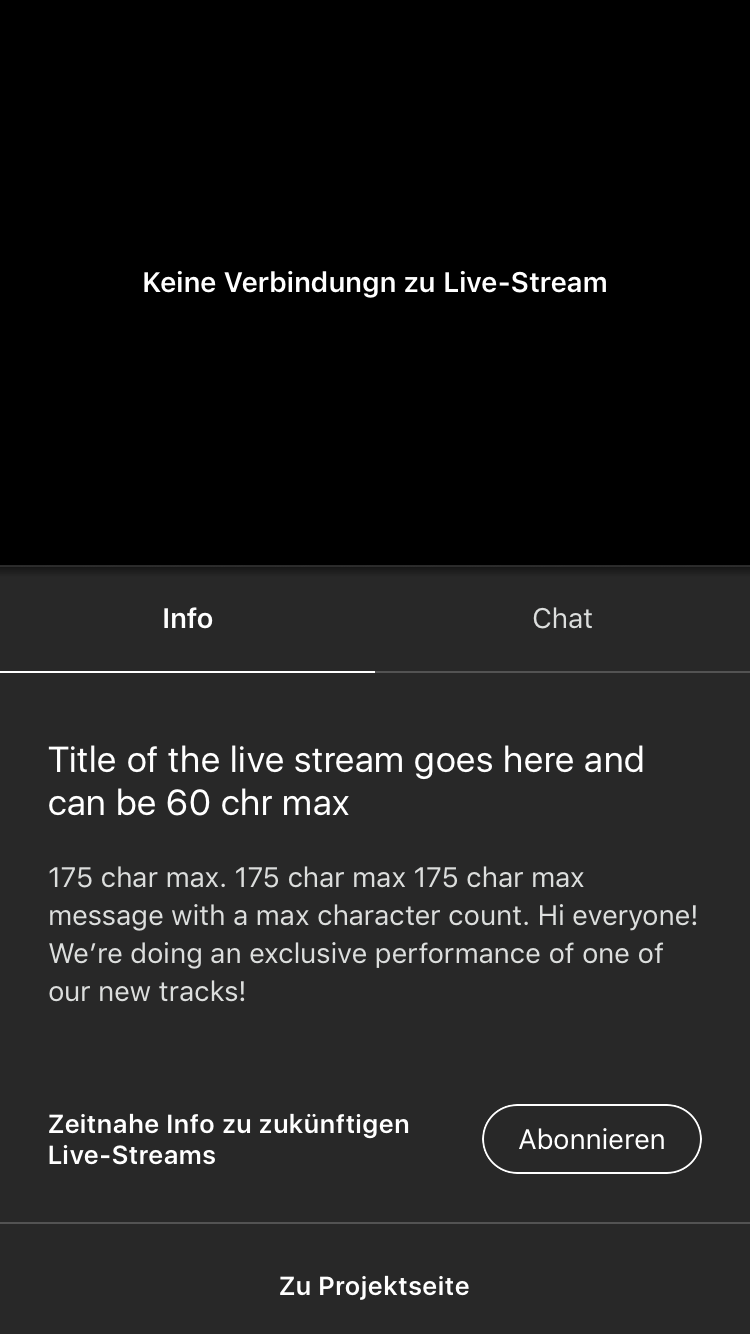 Keine Verbindungn zu Live-Stream
Info
Chat
Title of the live stream goes here and
can be 60 chr max
175 char max. 175 char max 175 char max
message with a max character count. Hi everyone!
We’re doing an exclusive performance of one of
our new tracks!
Zeitnahe Info zu zukünftigen
Live-Streams
Abonnieren
Zu Projektseite